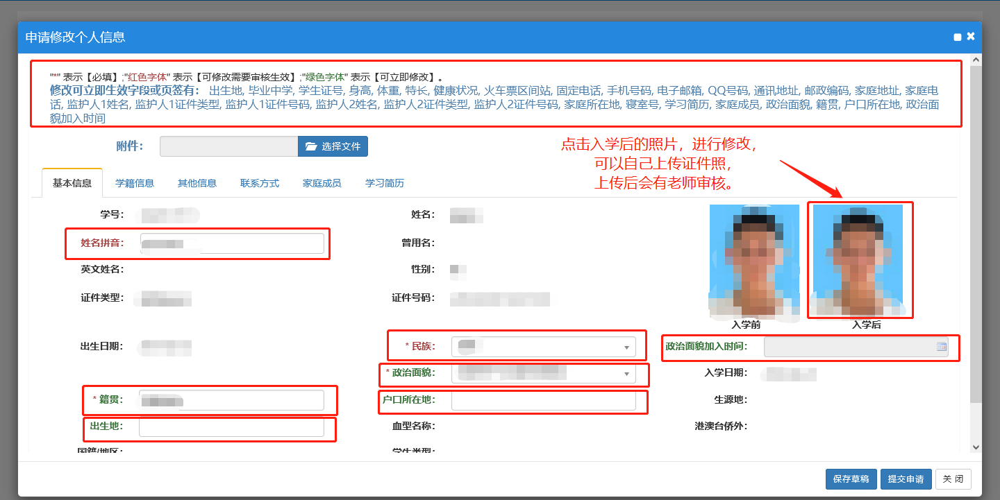 申请修改个人信息
"*" 表示【必填】;"红色字体" 表示【可修改需要审核生效】;"绿色字体" 表示【可立即修改】。
修改可立即生效字段或页签有： 出生地, 毕业中学, 学生证号, 身高, 体重, 特长, 健康状况, 火车票区间站, 固定电话, 手机号码, 电子邮箱, QQ号码, 通讯地址, 邮政编码, 家庭地址, 家庭电
话, 监护人1姓名, 监护人1证件类型, 监护人1证件号码, 监护人2姓名, 监护人2证件类型, 监护人2证件号码, 家庭所在地, 寝室号, 学习简历, 家庭成员, 政治面貌, 籍贯, 户口所在地, 政治面
貌加入时间
附件： 选择文件
点击入学后的照片，进行修改，
可以自己上传证件照，
上传后会有老师审核。
基本信息 学籍信息 其他信息 联系方式 家庭成员 学习简历
学号： 姓名：
姓名拼音： 曾用名：
英文姓名： 性别：
证件类型： 证件号码：
入学前 入学后
出生日期： * 民族： 政治面貌加入时间：
* 政治面貌： 入学日期：
* 籍贯： 户口所在地： 生源地：
出生地： 血型名称： 港澳台侨外：
国籍/地区： 学生类型：
保存草稿 提交申请 关 闭